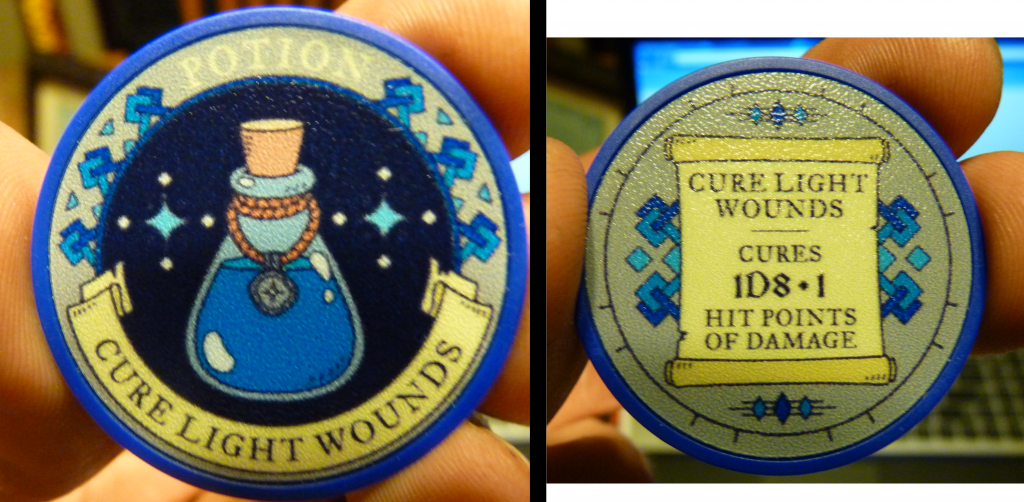 POTION
CURE LIGHT WOUNDS
CURE LIGHT
WOUNDS
CURES
1D8•1
HIT POINTS
OF DAMAGE